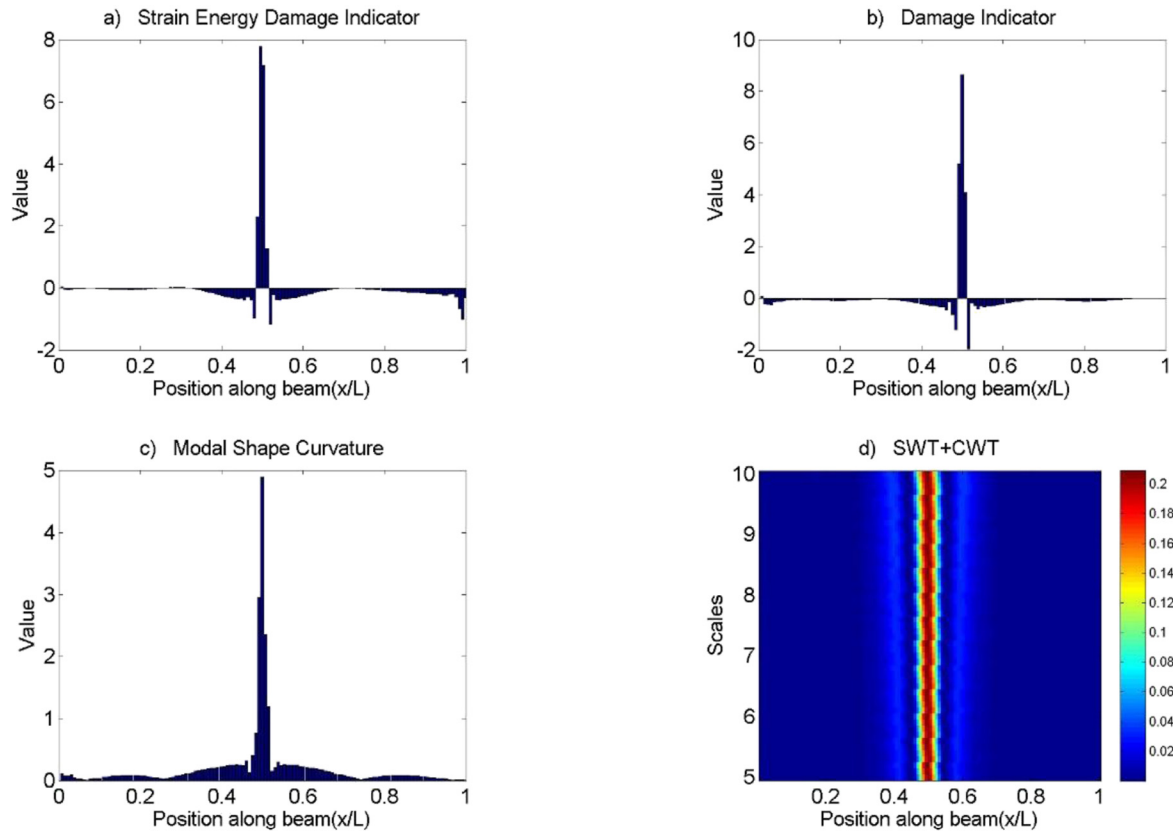 a) Strain Energy Damage Indicator
8
6
4
2
0
-2
Value
0 0.2 0.4 0.6 0.8 1
Position along beam(x/L)
b) Damage Indicator
10
8
6
4
2
0
-2
Value
0 0.2 0.4 0.6 0.8 1
Position along beam(x/L)
c) Modal Shape Curvature
5
4
3
2
1
0
Value
0 0.2 0.4 0.6 0.8 1
Position along beam(x/L)
d) SWT+CWT
10
9
8
7
6
5
Scales
0.2 0.4 0.6 0.8 1
Position along beam(x/L)
0.2
0.18
0.16
0.14
0.12
0.1
0.08
0.06
0.04
0.02